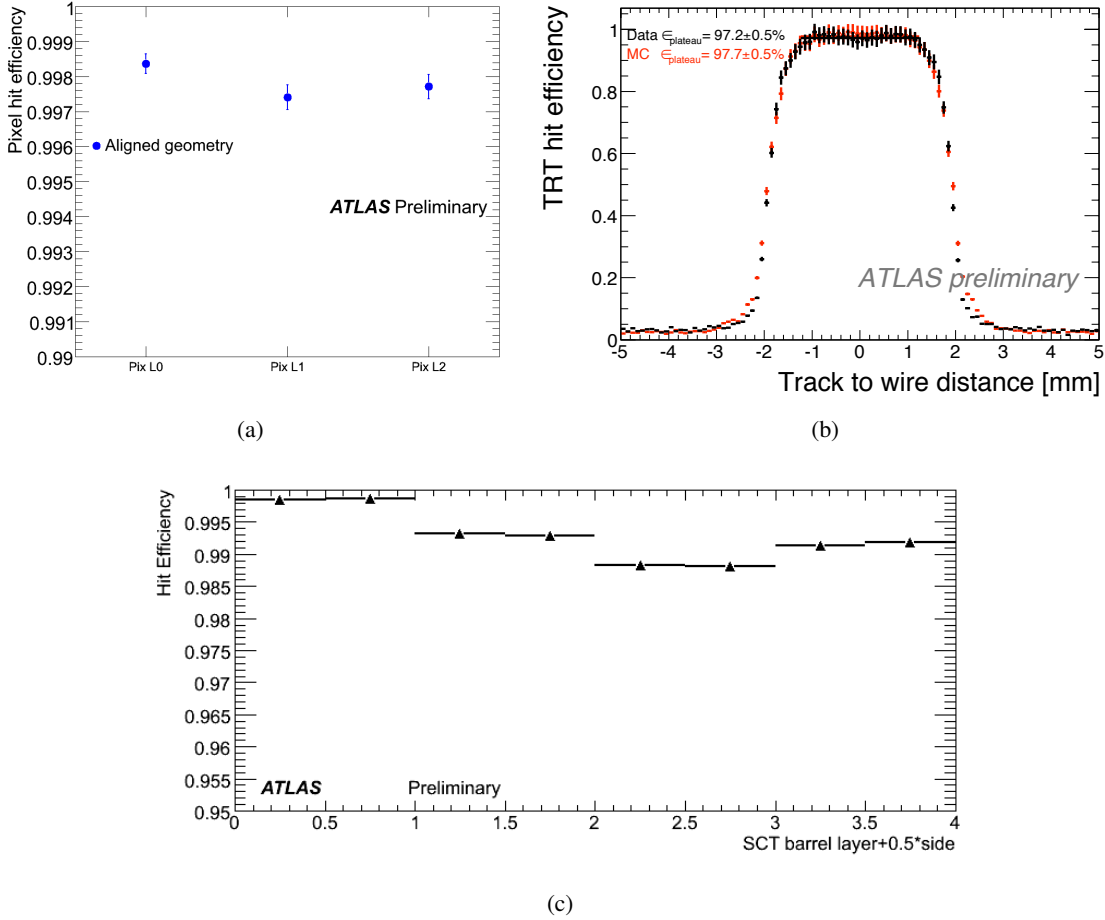 Pixel hit efficiency
1
0.999
0.998
0.997
0.996
0.995
0.994
0.993
0.992
0.991
0.99
Aligned geometry
ATLAS Preliminary
Pix L0 Pix L1 Pix L2
(a)
TRT hit efficiency
1
0.8
0.6
0.4
0.2
0
Data ∈plateau = 97.2±0.5%
MC ∈plateau = 97.7±0.5%
ATLAS preliminary
-5 -4 -3 -2 -1 0 1 2 3 4 5
Track to wire distance [mm]
(b)
Hit Efficiency
1
0.995
0.99
0.985
0.98
0.975
0.97
0.965
0.96
0.955
0.95
ATLAS Preliminary
0 0.5 1 1.5 2 2.5 3 3.5 4
SCT barrel layer+0.5*side
(c)